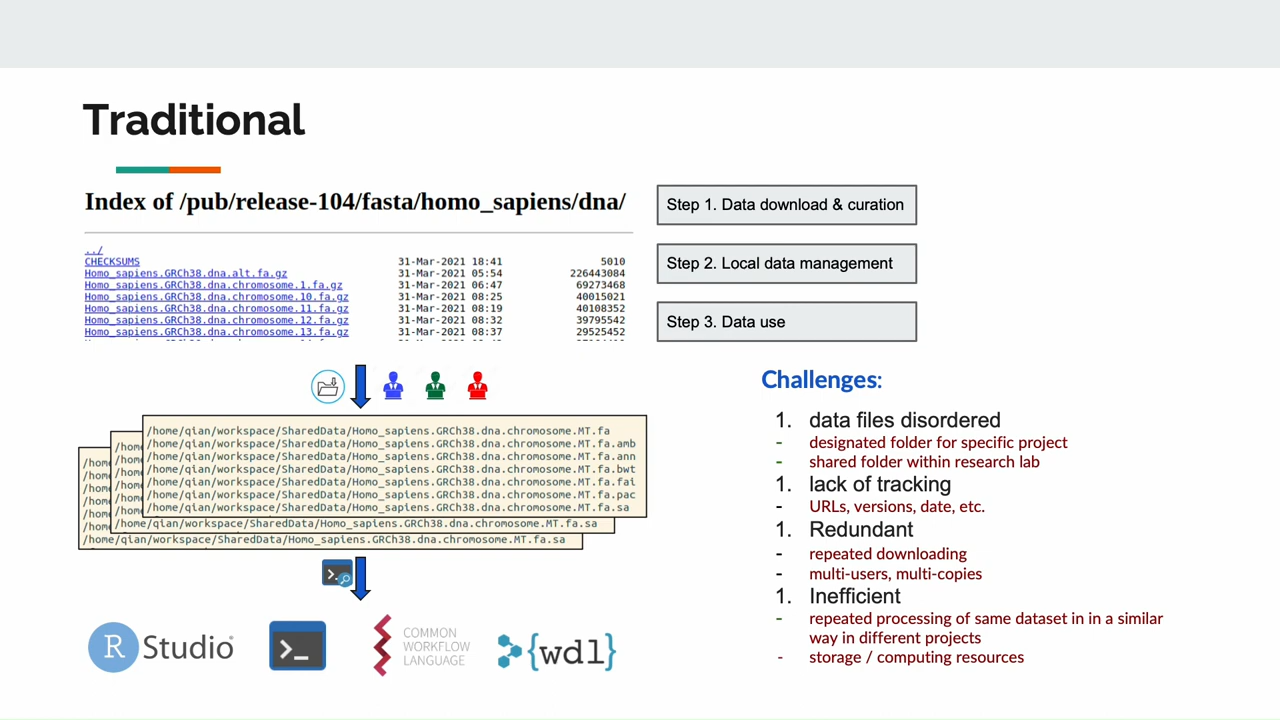 Traditional
Index of /pub/release-104/fasta/homo_sapiens/dna/
../
CHECKSUMS 31-Mar-2021 18:41 5010
Homo_sapiens.GRCh38.dna.alt.fa.gz 31-Mar-2021 05:54 226443084
Homo_sapiens.GRCh38.dna.chromosome.1.fa.gz 31-Mar-2021 06:47 69273468
Homo_sapiens.GRCh38.dna.chromosome.10.fa.gz 31-Mar-2021 08:25 40015021
Homo_sapiens.GRCh38.dna.chromosome.11.fa.gz 31-Mar-2021 08:19 40108352
Homo_sapiens.GRCh38.dna.chromosome.12.fa.gz 31-Mar-2021 08:32 39795542
Homo_sapiens.GRCh38.dna.chromosome.13.fa.gz 31-Mar-2021 08:37 29525452
Step 1. Data download & curation
Step 2. Local data management
Step 3. Data use
/home/qian/workspace/SharedData/Homo_sapiens.GRCh38.dna.chromosome.MT.fa
/home/qian/workspace/SharedData/Homo_sapiens.GRCh38.dna.chromosome.MT.fa.amb
/home/qian/workspace/SharedData/Homo_sapiens.GRCh38.dna.chromosome.MT.fa.ann
/home/qian/workspace/SharedData/Homo_sapiens.GRCh38.dna.chromosome.MT.fa.bwt
/home/qian/workspace/SharedData/Homo_sapiens.GRCh38.dna.chromosome.MT.fa.fai
/home/qian/workspace/SharedData/Homo_sapiens.GRCh38.dna.chromosome.MT.fa.pac
/home/qian/workspace/SharedData/Homo_sapiens.GRCh38.dna.chromosome.MT.fa.sa
/home/qian/workspace/SharedData/Homo_sapiens.GRCh38.dna.chromosome.MT.fa.sa
/home/qian/workspace/SharedData/Homo_sapiens.GRCh38.dna.chromosome.MT.fa.sa
R Studio
>_
COMMON
WORKFLOW
LANGUAGE
{wdl}
Challenges:
1. data files disordered
- designated folder for specific project
- shared folder within research lab
1. lack of tracking
- URLs, versions, date, etc.
1. Redundant
- repeated downloading
- multi-users, multi-copies
1. Inefficient
- repeated processing of same dataset in in a similar
way in different projects
- storage / computing resources